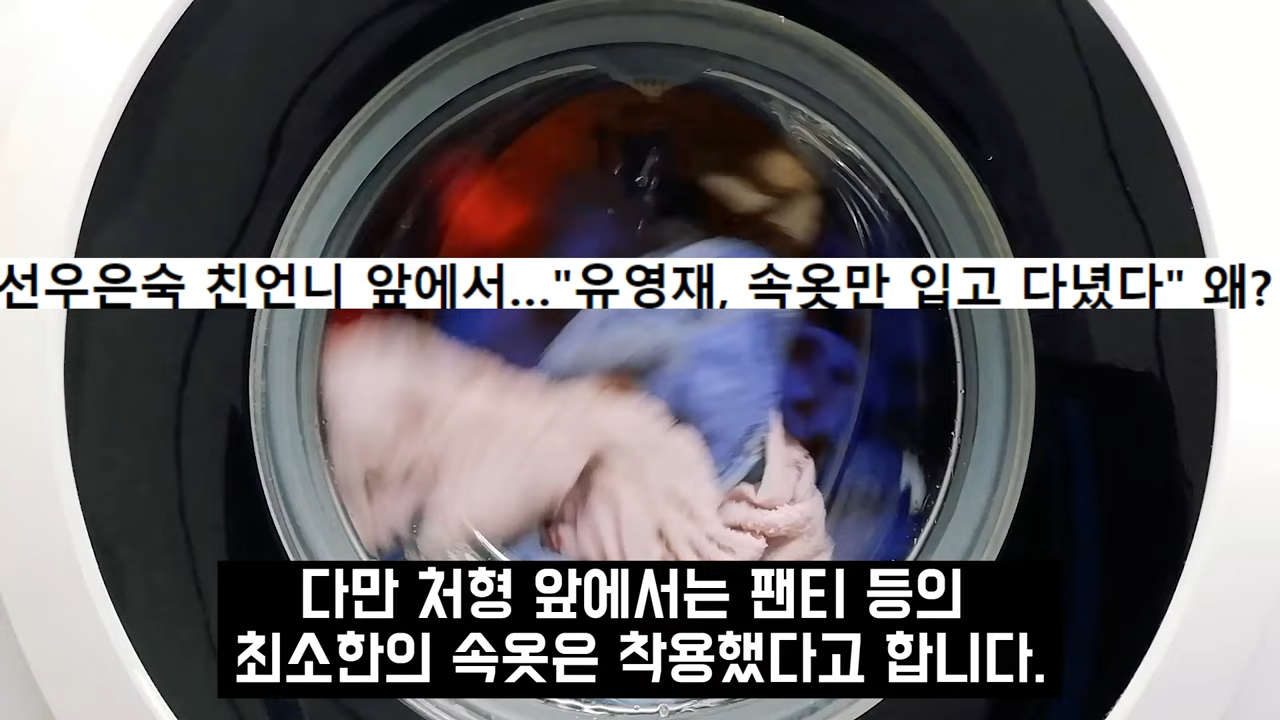 선우은숙 친언니 앞에서..."유영재, 속옷만 입고 다녔다" 왜?
다만 처형 앞에서는 팬티 등의
최소한의 속옷은 착용했다고 합니다.